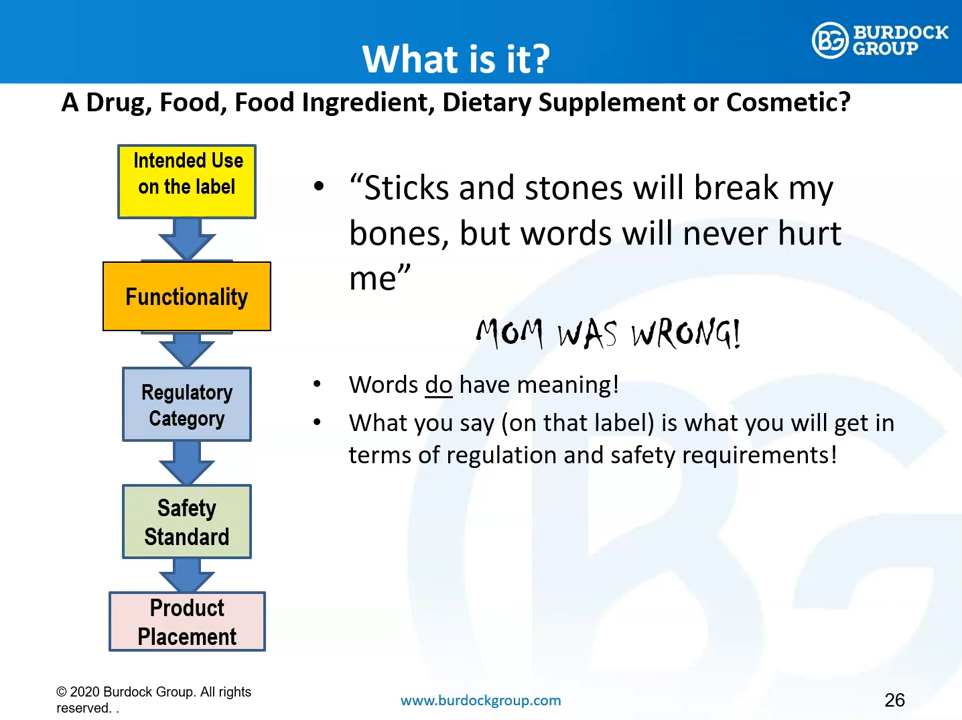 What is it?
BURDOCK
GROUP
A Drug, Food, Food Ingredient, Dietary Supplement or Cosmetic?
Intended Use
on the label
Functionality
Regulatory
Category
Safety
Standard
Product
Placement
• “Sticks and stones will break my
bones, but words will never hurt
me”
MOM WAS WRONG!
• Words do have meaning!
• What you say (on that label) is what you will get in
terms of regulation and safety requirements!
© 2020 Burdock Group. All rights
reserved. .
www.burdockgroup.com
26